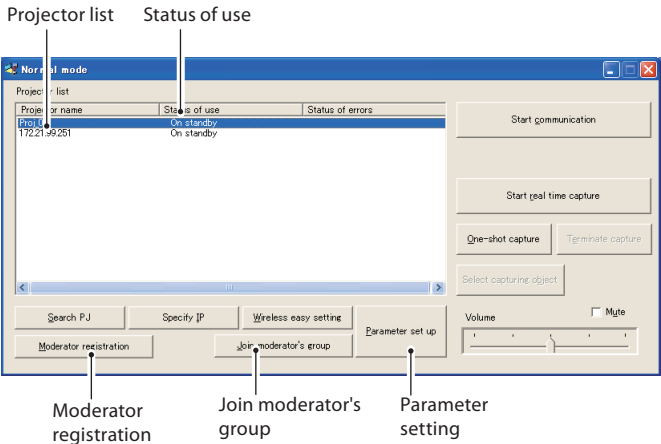 Projector list
Status of use
Normal mode
Projector list
Projector name
Status of use
Status of errors
Proj
On standby
172.21.99.251
On standby
Start communication
Start real time capture
One-shot capture
Terminate capture
Select capturing object
Search PJ
Specify IP
Wireless easy setting
Parameter set up
Volume
Mute
Moderator registration
Join moderator's group
Moderator
registration
Join moderator's
group
Parameter
setting